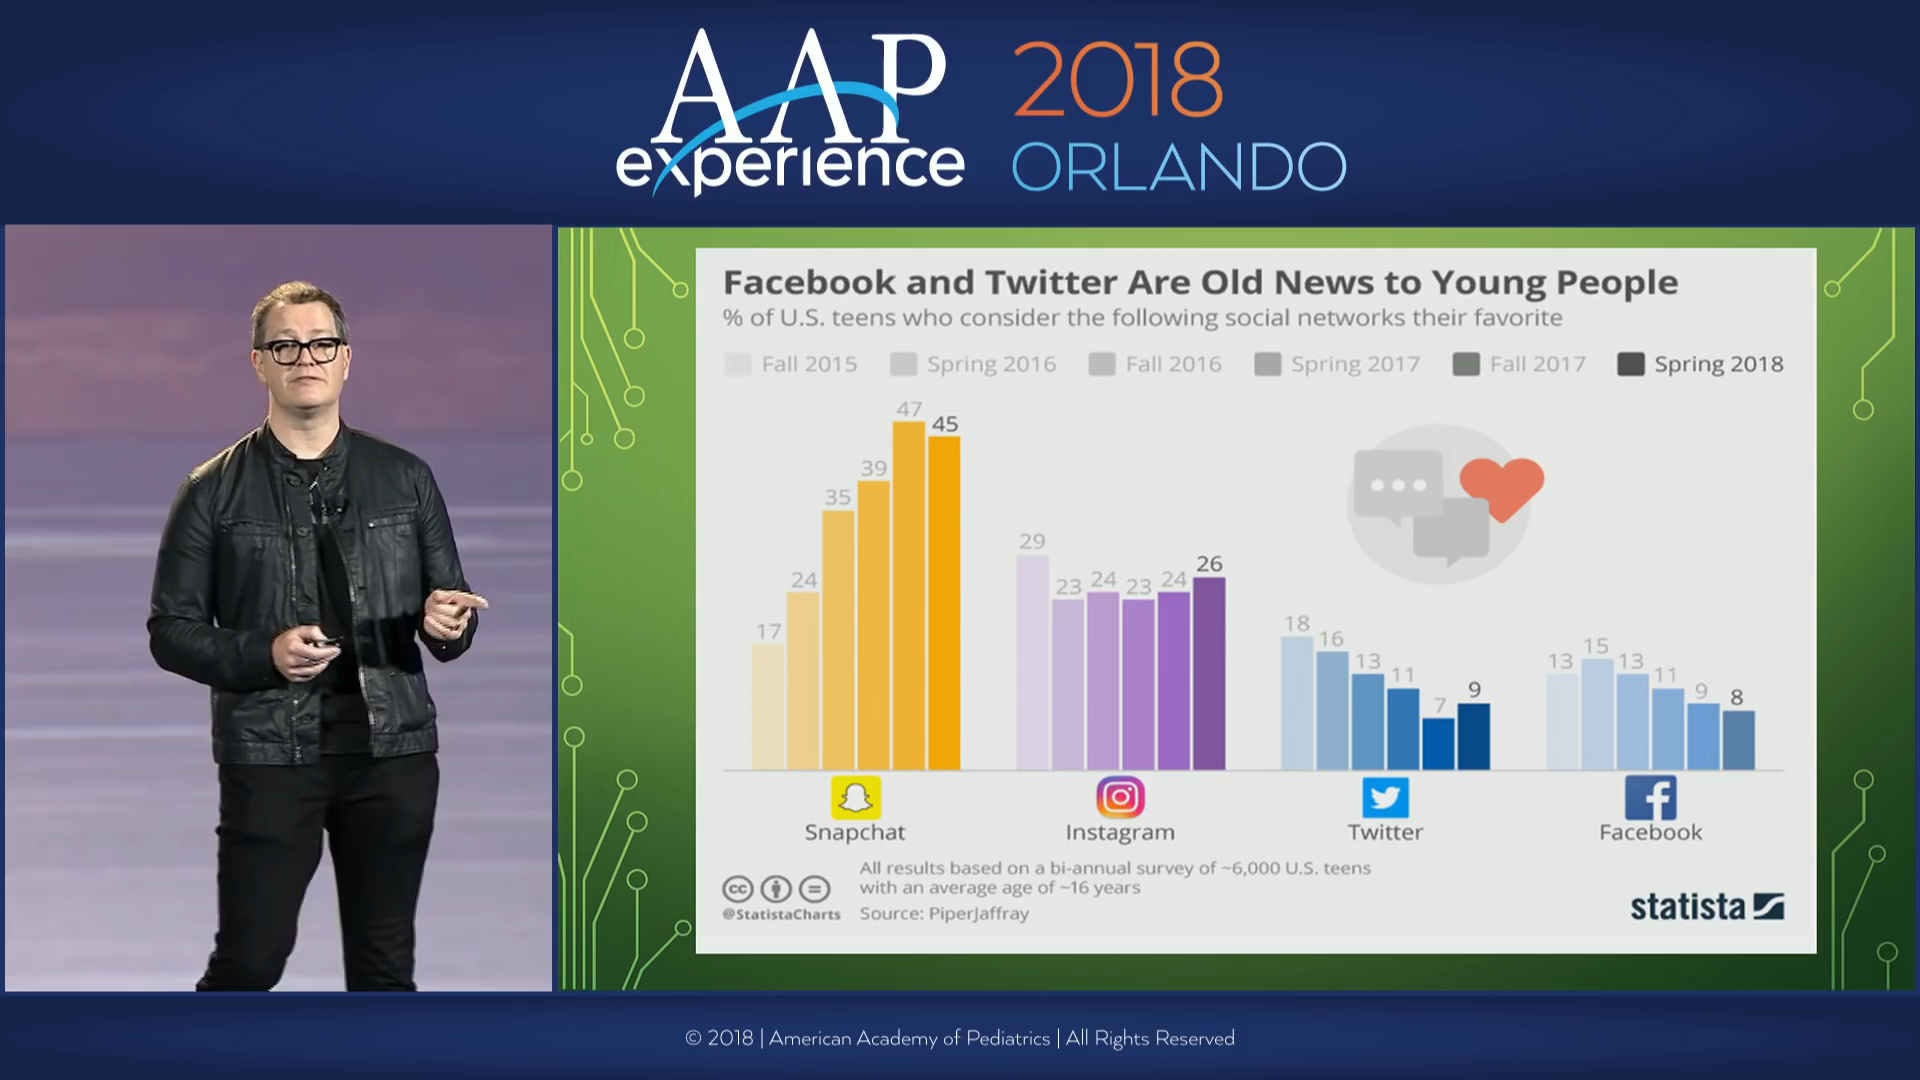 AAP
experience
2018
ORLANDO
Facebook and Twitter Are Old News to Young People
% of U.S. teens who consider the following social networks their favorite
Fall 2015 Spring 2016 Fall 2016 Spring 2017 Fall 2017 Spring 2018
17 24 35 39 47 45
29 23 24 23 24 26
18 16 13 11 7 9
13 15 13 11 9 8
Snapchat Instagram Twitter Facebook
All results based on a bi-annual survey of ~6,000 U.S. teens
with an average age of ~16 years
cc
@StatistaCharts Source: PiperJaffray
statista
© 2018 | American Academy of Pediatrics | All Rights Reserved